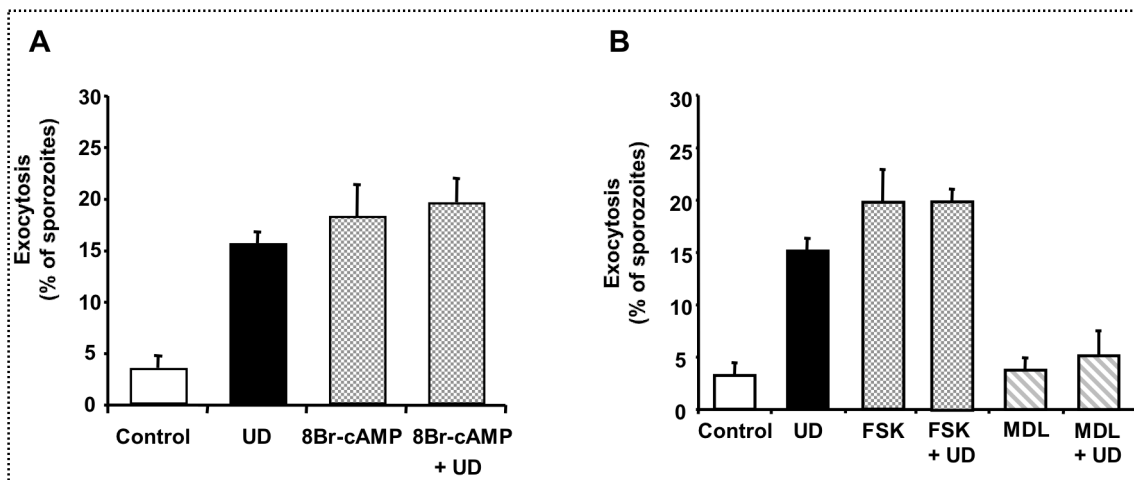 A
Exocytosis
(% of sporozoites)
30
25
20
15
10
5
0
Control
UD
8Br-cAMP
8Br-cAMP
+ UD
B
Exocytosis
(% of sporozoites)
30
25
20
15
10
5
0
Control
UD
FSK
FSK
+ UD
MDL
MDL
+ UD